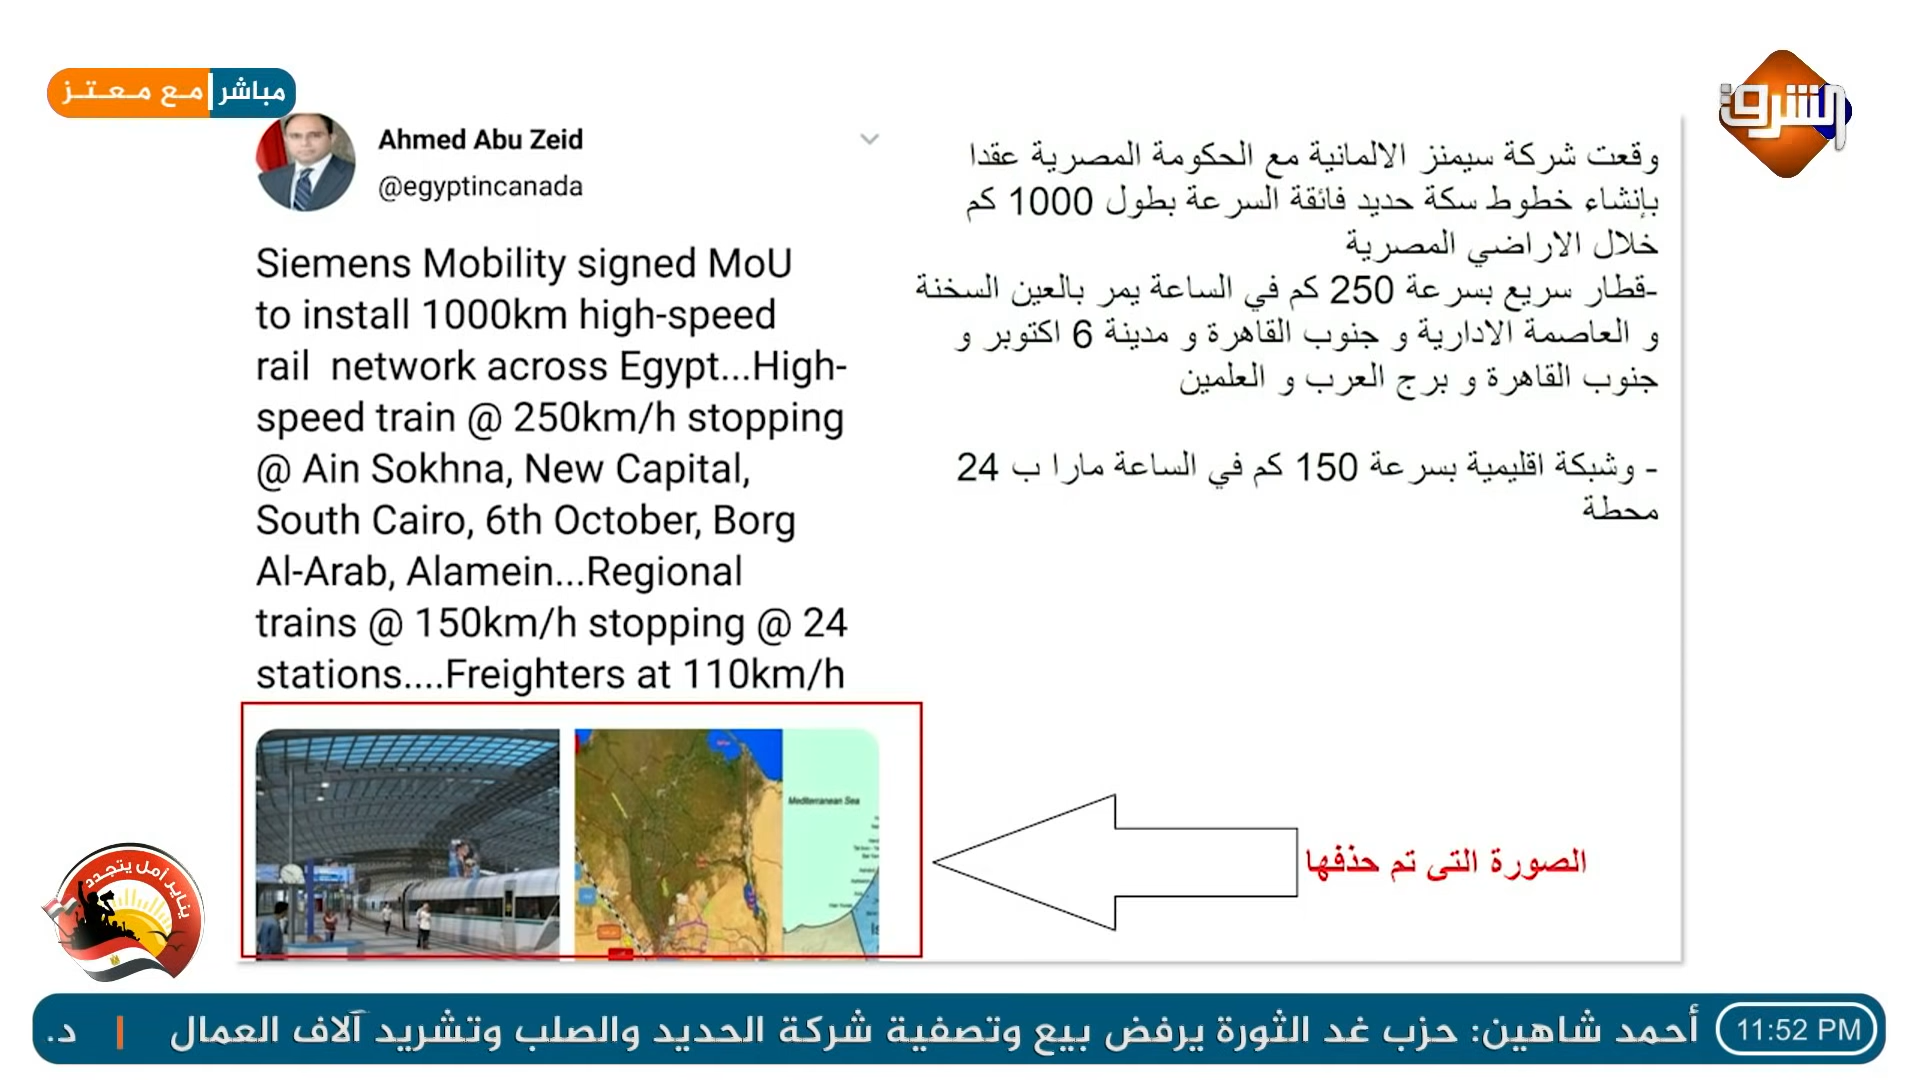 مباشر مع معتز
الشرق
Ahmed Abu Zeid
@egyptincanada
Siemens Mobility signed MoU
to install 1000km high-speed
rail network across Egypt...High-
speed train @ 250km/h stopping
@ Ain Sokhna, New Capital,
South Cairo, 6th October, Borg
Al-Arab, Alamein...Regional
trains @ 150km/h stopping @ 24
stations....Freighters at 110km/h
وقعت شركة سيمنز الالمانية مع الحكومة المصرية عقدا
بإنشاء خطوط سكة حديد فائقة السرعة بطول 1000 كم
خلال الاراضي المصرية
-قطار سريع بسرعة 250 كم في الساعة يمر بالعين السخنة
و العاصمة الادارية و جنوب القاهرة و مدينة 6 اكتوبر و
جنوب القاهرة و برج العرب و العلمين
- وشبكة اقليمية بسرعة 150 كم في الساعة مارا ب 24
محطة
Mediterranean Sea
الصورة التى تم حذفها
يناير أمل يتجدد
11:52 PM
أحمد شاهين: حزب غد الثورة يرفض بيع وتصفية شركة الحديد والصلب وتشريد آلاف العمال | د.